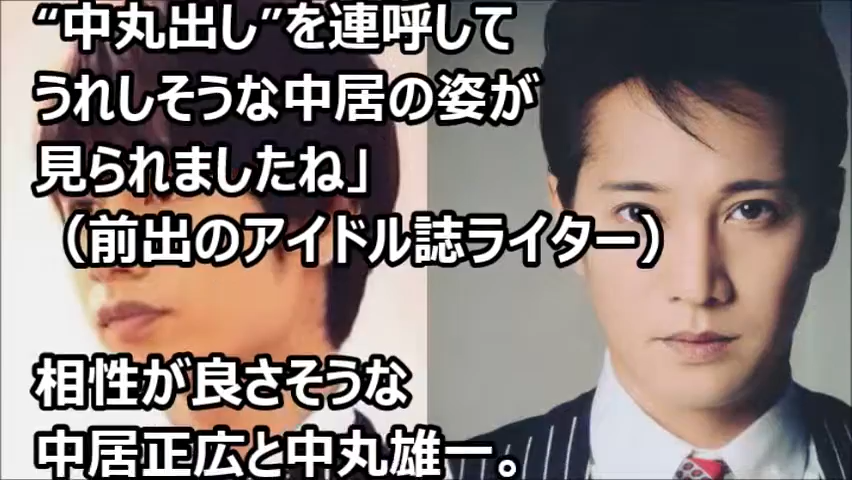 “中丸出し”を連呼して
うれしそうな中居の姿が
見られましたね」
（前出のアイドル誌ライター）
相性が良さそうな
中居正広と中丸雄一。